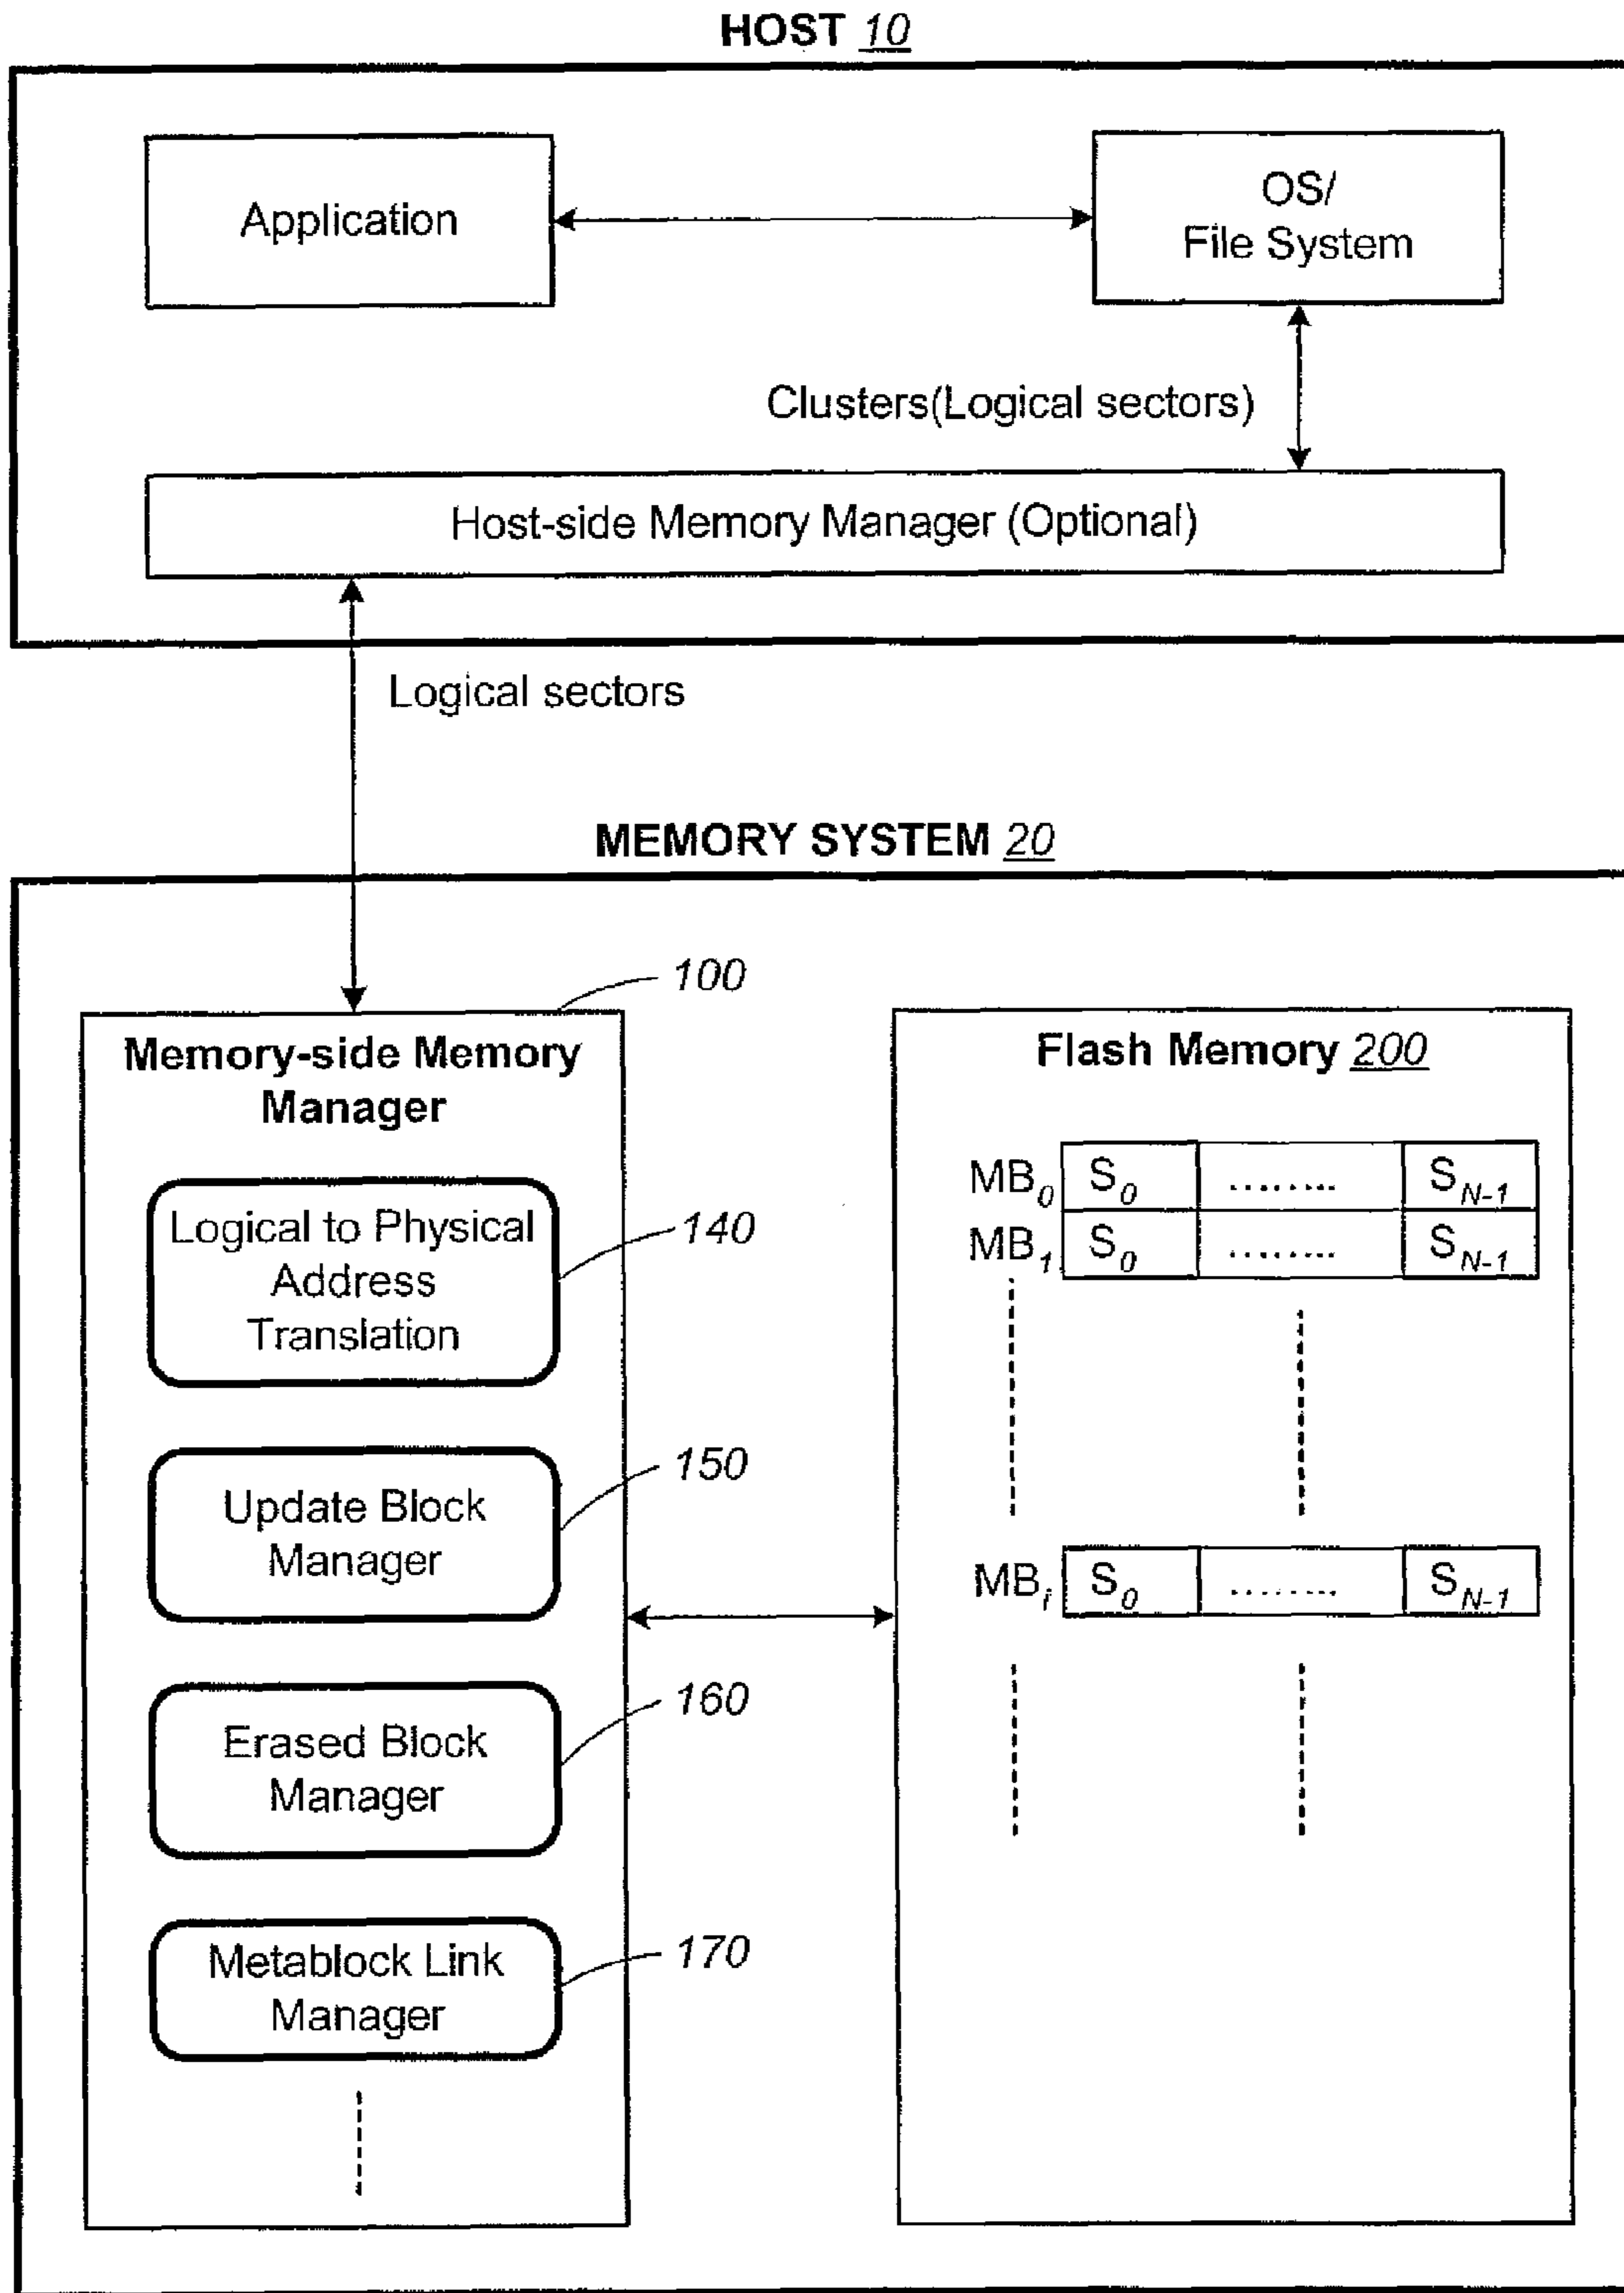 HOST 10
Application
OS/
File System
Clusters(Logical sectors)
Host-side Memory Manager (Optional)
Logical sectors
MEMORY SYSTEM 20
100
Memory-side Memory
Manager
Logical to Physical
Address
Translation
140
Update Block
Manager
150
Erased Block
Manager
160
Metablock Link
Manager
170
Flash Memory 200
MB0 S0 ........ SN-1
MB1 S0 ........ SN-1
MBi S0 ........ SN-1